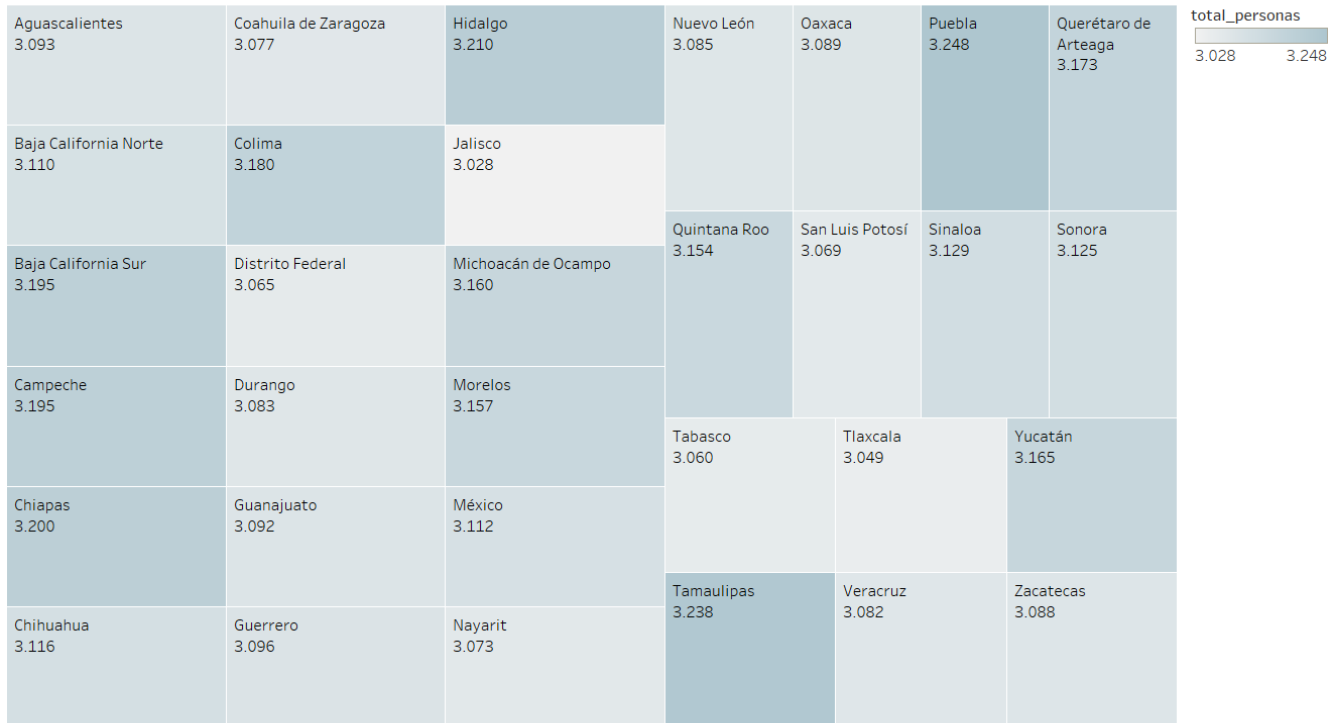 Aguascalientes
3.093
Baja California Norte
3.110
Baja California Sur
3.195
Campeche
3.195
Chiapas
3.200
Chihuahua
3.116
Coahuila de Zaragoza
3.077
Colima
3.180
Distrito Federal
3.065
Durango
3.083
Guanajuato
3.092
Guerrero
3.096
Hidalgo
3.210
Jalisco
3.028
Michoacán de Ocampo
3.160
Morelos
3.157
México
3.112
Nayarit
3.073
Nuevo León
3.085
Oaxaca
3.089
Puebla
3.248
Querétaro de
Arteaga
3.173
Quintana Roo
3.154
San Luis Potosí
3.069
Sinaloa
3.129
Sonora
3.125
Tabasco
3.060
Tlaxcala
3.049
Yucatán
3.165
Tamaulipas
3.238
Veracruz
3.082
Zacatecas
3.088
total_personas
3.028 3.248